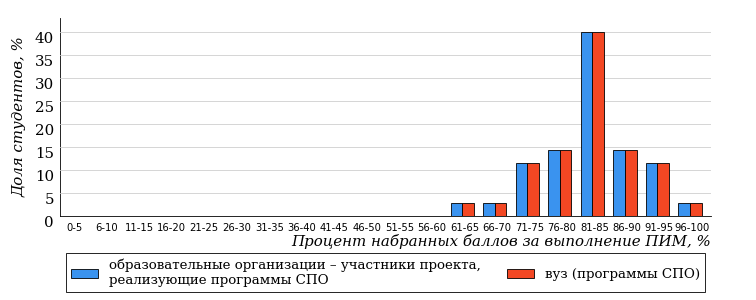 Доля студентов, %
40
35
30
25
20
15
10
5
0
0-5 6-10 11-15 16-20 21-25 26-30 31-35 36-40 41-45 46-50 51-55 56-60 61-65 66-70 71-75 76-80 81-85 86-90 91-95 96-100
Процент набранных баллов за выполнение ПИМ, %
образовательные организации – участники проекта,
реализующие программы СПО
вуз (программы СПО)